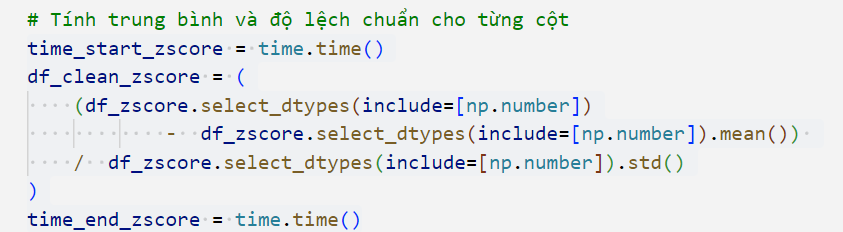 # Tính trung bình và độ lệch chuẩn cho từng cột
time_start_zscore = time.time()
df_clean_zscore = (
    (df_zscore.select_dtypes(include=[np.number])
            -  df_zscore.select_dtypes(include=[np.number]).mean())
    /  df_zscore.select_dtypes(include=[np.number]).std()
)
time_end_zscore = time.time()